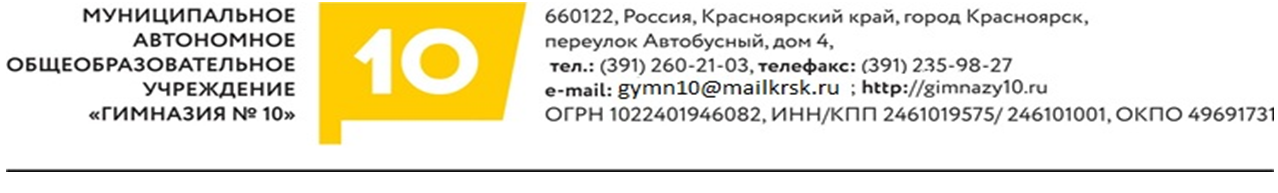 МУНИЦИПАЛЬНОЕ
АВТОНОМНОЕ
ОБЩЕОБРАЗОВАТЕЛЬНОЕ
УЧРЕЖДЕНИЕ
«ГИМНАЗИЯ № 10»
10
660122, Россия, Красноярский край, город Красноярск,
переулок Автобусный, дом 4,
тел.: (391) 260-21-03, телефакс: (391) 235-98-27
e-mail: gymn10@mailkrsk.ru ; http://gimnazy10.ru
ОГРН 1022401946082, ИНН/КПП 2461019575/ 246101001, ОКПО 49691731